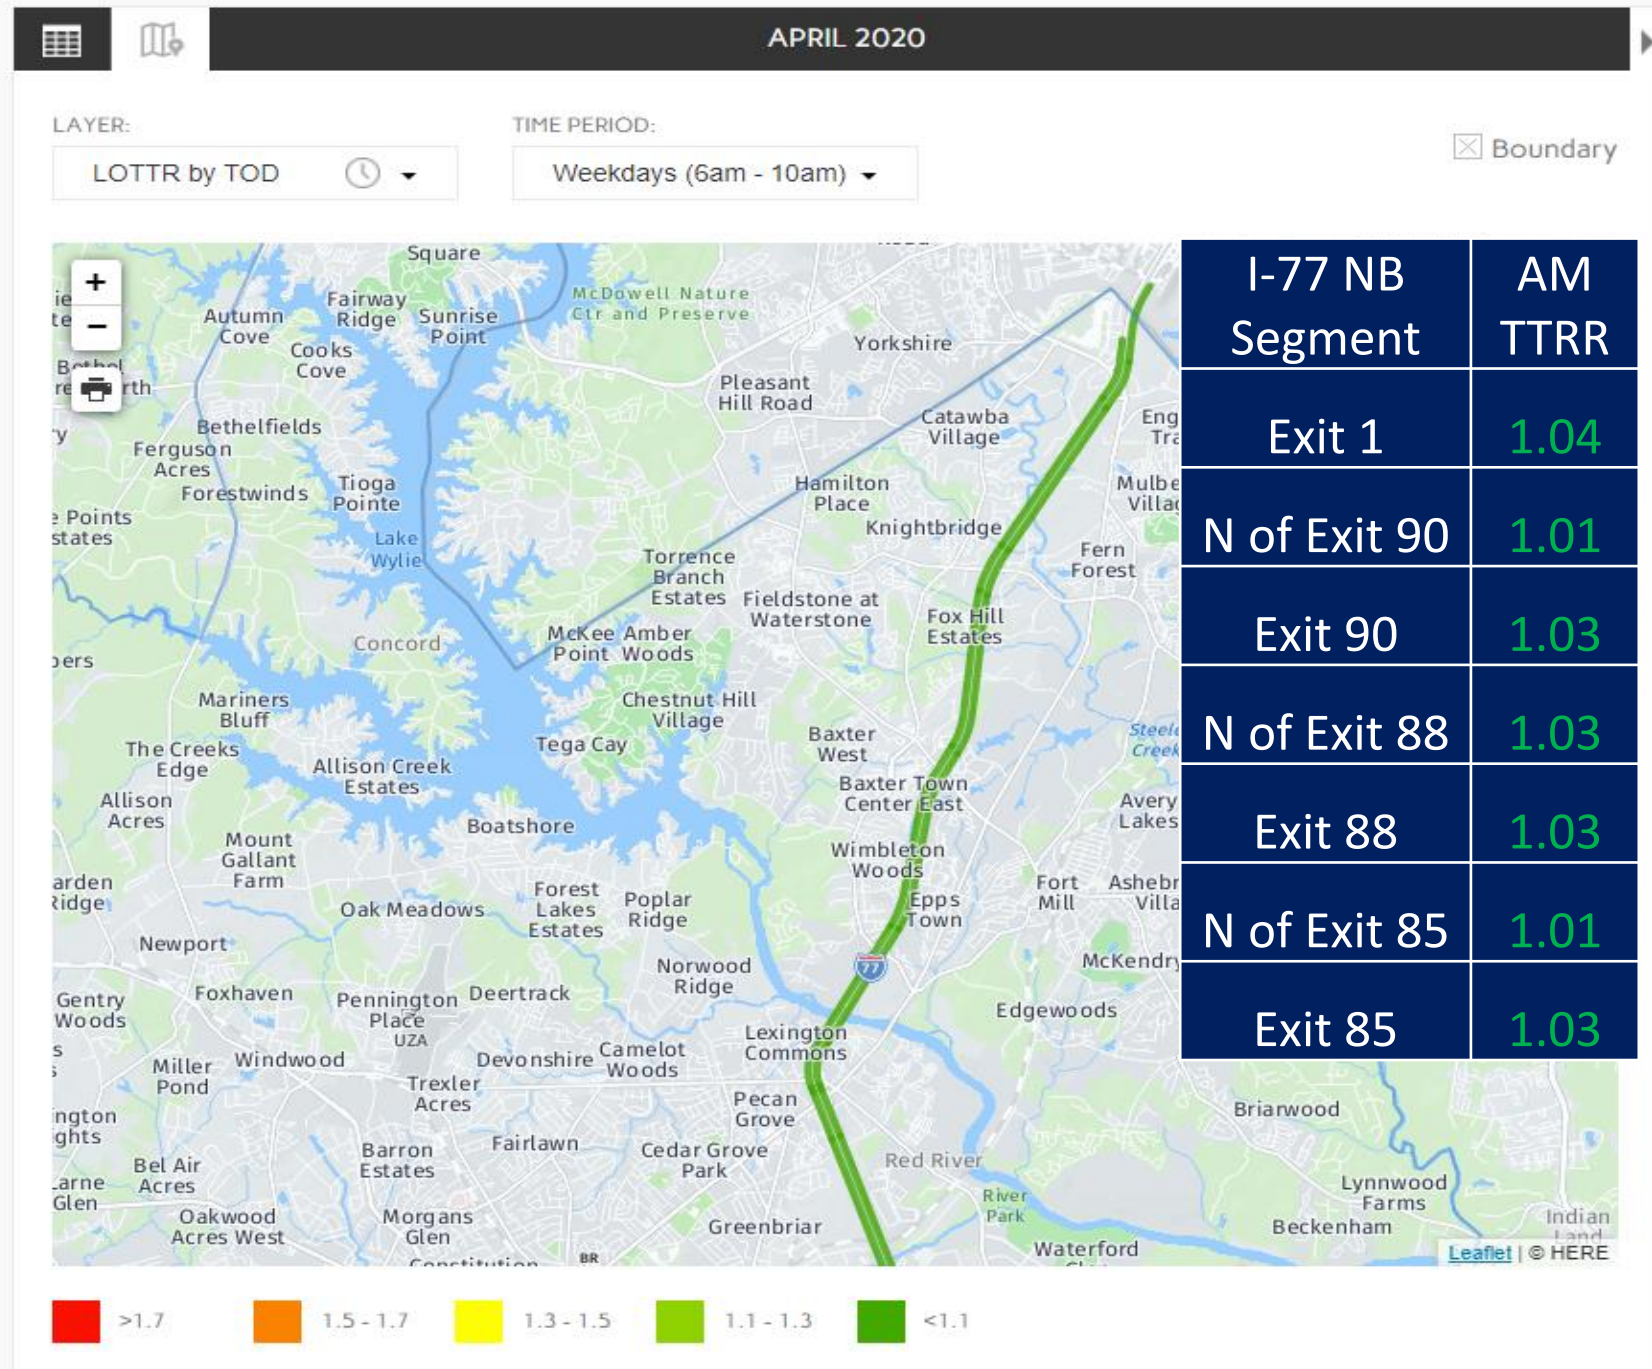 APRIL 2020
LAYER:
TIME PERIOD:
LOTTR by TOD
Weekdays (6am - 10am)
Boundary
+
−
Square
Fairway
Ridge
Sunrise
Point
Autumn
Cove
Cooks
Cove
McDowell Nature
Ctr and Preserve
Yorkshire
Pleasant
Hill Road
Catawba
Village
Bethelfields
Ferguson
Acres
Forestwinds
Tioga
Pointe
Hamilton
Place
Knightbridge
Lake
Wylie
Torrence
Branch
Estates
Fieldstone at
Waterstone
Fern
Forest
Fox Hill
Estates
Concord
McKee Amber
Point Woods
Mariners
Bluff
Chestnut Hill
Village
The Creeks
Edge
Allison Creek
Estates
Tega Cay
Baxter
West
Baxter Town
Center East
Steele
Creek
Allison
Acres
Avery
Lakes
Boatshore
Mount
Gallant
Farm
Wimbleton
Woods
Fort
Mill
Oak Meadows
Forest
Lakes
Estates
Poplar
Ridge
Epps
Town
Newport
Norwood
Ridge
77
McKendry
Gentry
Woods
Foxhaven
Pennington
Place
UZA
Deertrack
Edgewoods
Lexington
Commons
Miller
Pond
Windwood
Devonshire
Camelot
Woods
Trexler
Acres
Pecan
Grove
Briarwood
Barron
Estates
Fairlawn
Cedar Grove
Park
Red River
Bel Air
Acres
Lynnwood
Farms
Oakwood
Acres West
Morgans
Glen
Greenbriar
River
Park
Beckenham
Indian
Land
Constitution
BR
Waterford
Leaflet | © HERE
I-77 NB
Segment
AM
TTRR
Exit 1 1.04
N of Exit 90 1.01
Exit 90 1.03
N of Exit 88 1.03
Exit 88 1.03
N of Exit 85 1.01
Exit 85 1.03
>1.7 1.5 - 1.7 1.3 - 1.5 1.1 - 1.3 <1.1